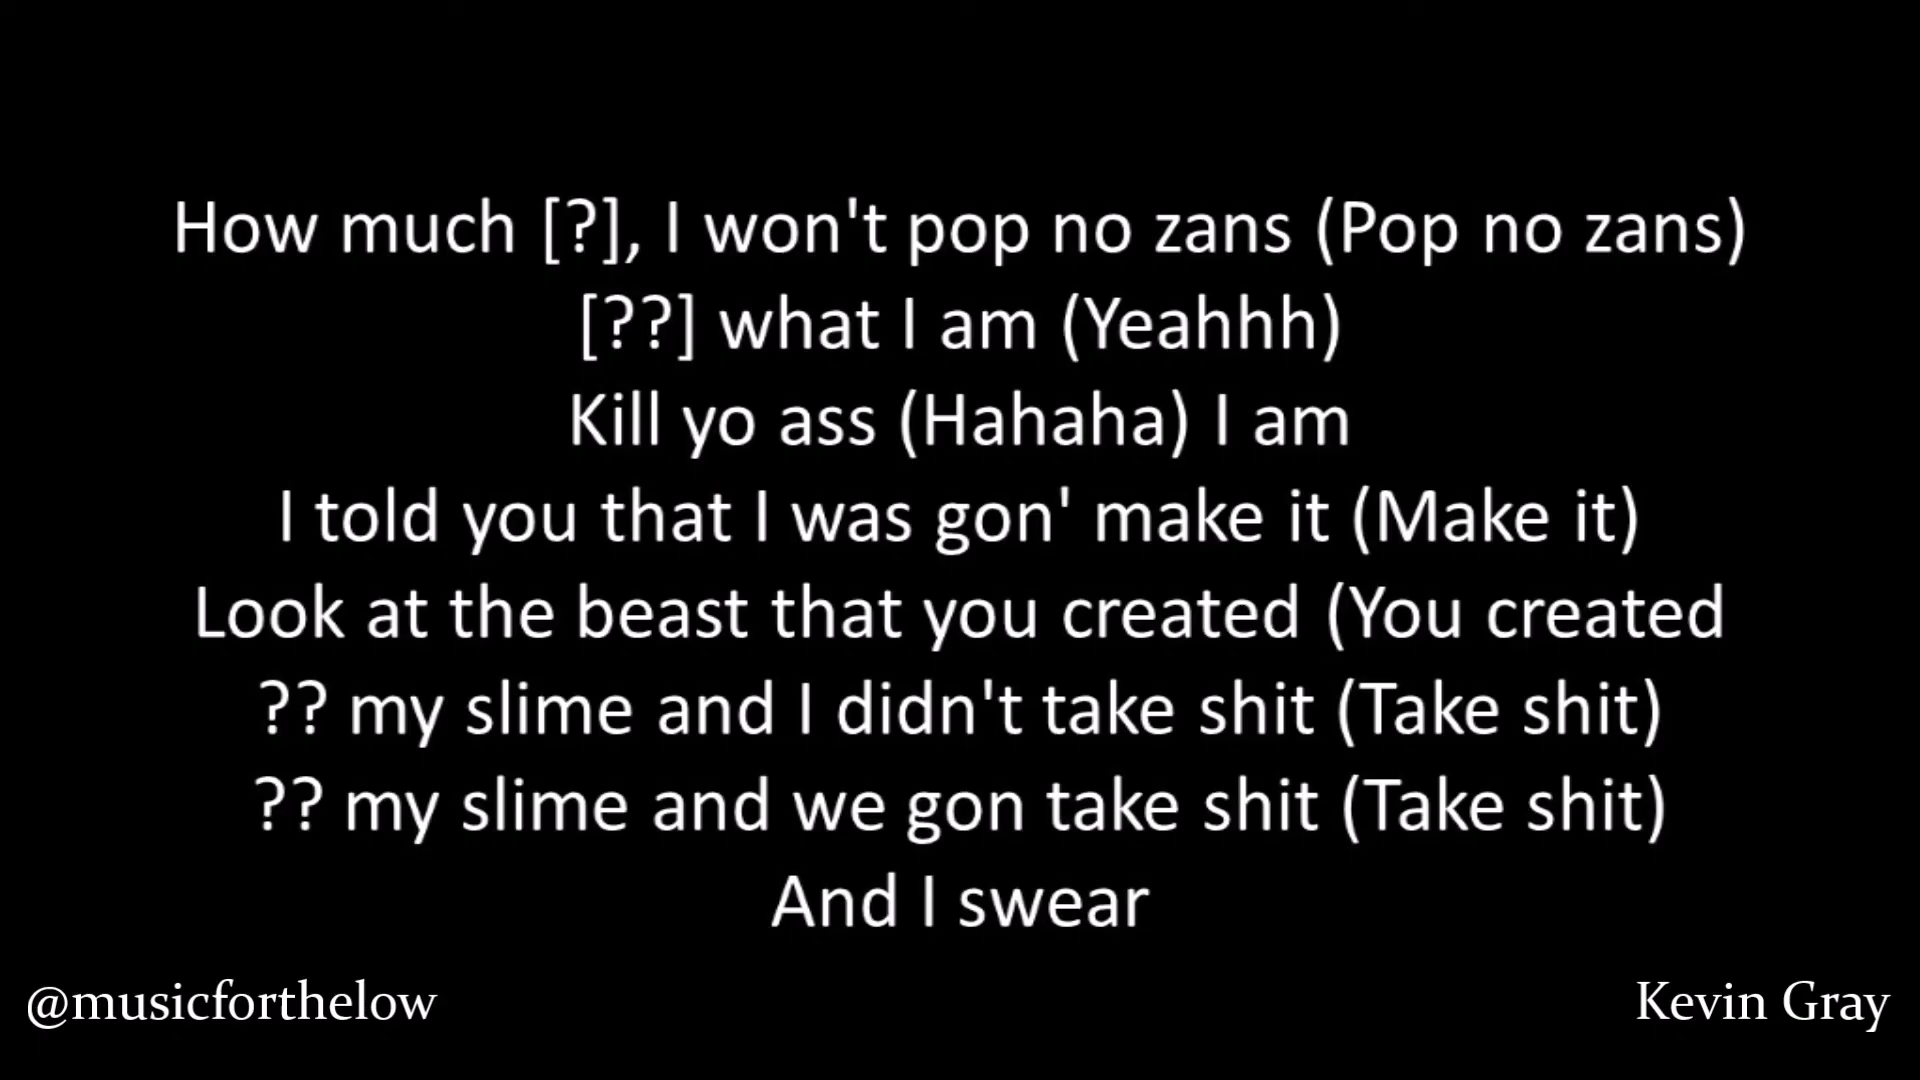 How much [?], I won't pop no zans (Pop no zans)
[??] what I am (Yeahhh)
Kill yo ass (Hahaha) I am
I told you that I was gon' make it (Make it)
Look at the beast that you created (You created
?? my slime and I didn't take shit (Take shit)
?? my slime and we gon take shit (Take shit)
And I swear
@musicforthelow
Kevin Gray